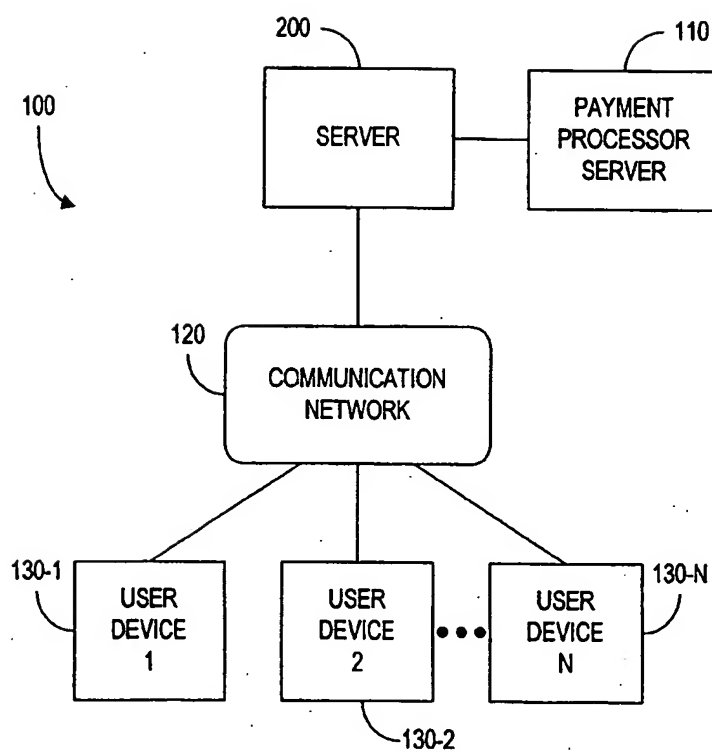 200
110
100
SERVER
PAYMENT
PROCESSOR
SERVER
120
COMMUNICATION
NETWORK
130-1
USER
DEVICE
1
USER
DEVICE
2
130-N
USER
DEVICE
N
130-2